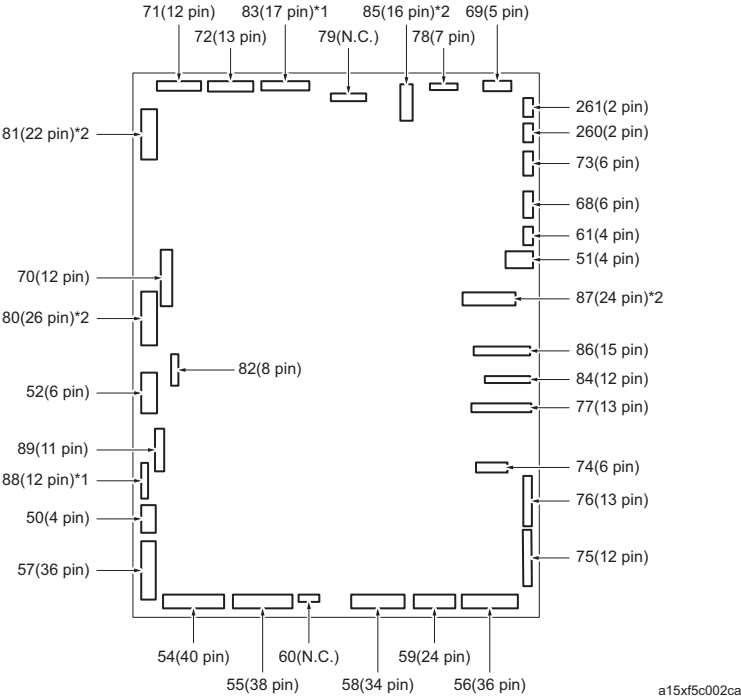 71(12 pin)
83(17 pin)*1
85(16 pin)*2
69(5 pin)
72(13 pin)
79(N.C.)
78(7 pin)
261(2 pin)
81(22 pin)*2
260(2 pin)
73(6 pin)
68(6 pin)
61(4 pin)
51(4 pin)
70(12 pin)
87(24 pin)*2
80(26 pin)*2
86(15 pin)
82(8 pin)
84(12 pin)
52(6 pin)
77(13 pin)
89(11 pin)
74(6 pin)
88(12 pin)*1
76(13 pin)
50(4 pin)
75(12 pin)
57(36 pin)
54(40 pin)
60(N.C.)
59(24 pin)
55(38 pin)
58(34 pin)
56(36 pin)
a15xf5c002ca